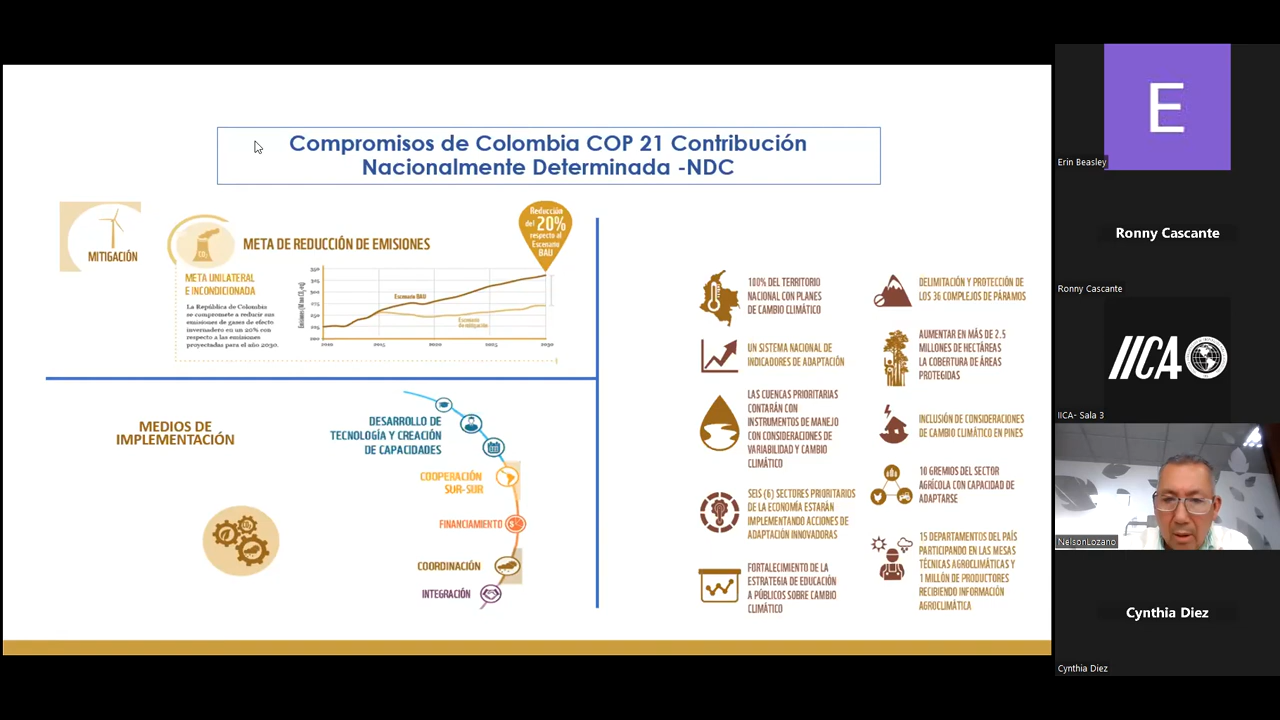 Compromisos de Colombia COP 21 Contribución
Nacionalmente Determinada -NDC
MITIGACIÓN
CO₂
META DE REDUCCIÓN DE EMISIONES
Reducción
del 20%
respecto al
Escenario
BAU
META UNILATERAL
E INCONDICIONADA
La República de Colombia
se compromete a reducir sus
emisiones de gases de efecto
invernadero en un 20% con
respecto a las emisiones
proyectadas para el año 2030.
Escenario BAU
Escenario
de mitigación
2010
2030
MEDIOS DE
IMPLEMENTACIÓN
DESARROLLO DE
TECNOLOGÍA Y CREACIÓN
DE CAPACIDADES
COOPERACIÓN
SUR-SUR
FINANCIAMIENTO
COORDINACIÓN
INTEGRACIÓN
100% DEL TERRITORIO
NACIONAL CON PLANES
DE CAMBIO CLIMÁTICO
UN SISTEMA NACIONAL DE
INDICADORES DE ADAPTACIÓN
LAS CUENCAS PRIORITARIAS
CONTARÁN CON
INSTRUMENTOS DE MANEJO
CON CONSIDERACIONES DE
VARIABILIDAD Y CAMBIO
CLIMÁTICO
SEIS (6) SECTORES PRIORITARIOS
DE LA ECONOMÍA ESTARÁN
IMPLEMENTANDO ACCIONES DE
ADAPTACIÓN INNOVADORAS
FORTALECIMIENTO DE LA
ESTRATEGIA DE EDUCACIÓN
A PÚBLICOS SOBRE CAMBIO
CLIMÁTICO
DELIMITACIÓN Y PROTECCIÓN DE
LOS 36 COMPLEJOS DE PÁRAMOS
AUMENTAR EN MÁS DE 2.5
MILLONES DE HECTÁREAS
LA COBERTURA DE ÁREAS
PROTEGIDAS
INCLUSIÓN DE CONSIDERACIONES
DE CAMBIO CLIMÁTICO EN PINES
10 GREMIOS DEL SECTOR
AGRÍCOLA CON CAPACIDAD DE
ADAPTARSE
15 DEPARTAMENTOS DEL PAÍS
PARTICIPANDO EN LAS MESAS
TÉCNICAS AGROCLIMÁTICAS Y
1 MILLÓN DE PRODUCTORES
RECIBIENDO INFORMACIÓN
AGROCLIMÁTICA
E
Erin Beasley
Ronny Cascante
Ronny Cascante
IICA
IICA- Sala 3
NelsonLozano
Cynthia Diez
Cynthia Diez